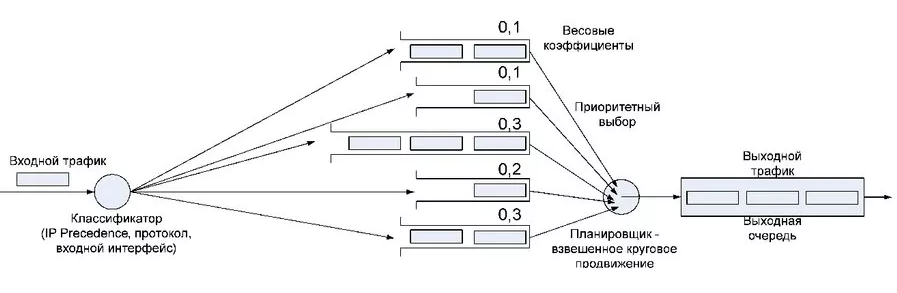 Входной трафик
Классификатор
(IP Precedence, протокол,
входной интерфейс)
0,1
0,1
0,3
0,2
0,3
Весовые
коэффициенты
Приоритетный
выбор
Планировщик -
взвешенное круговое
продвижение
Выходной
трафик
Выходная
очередь